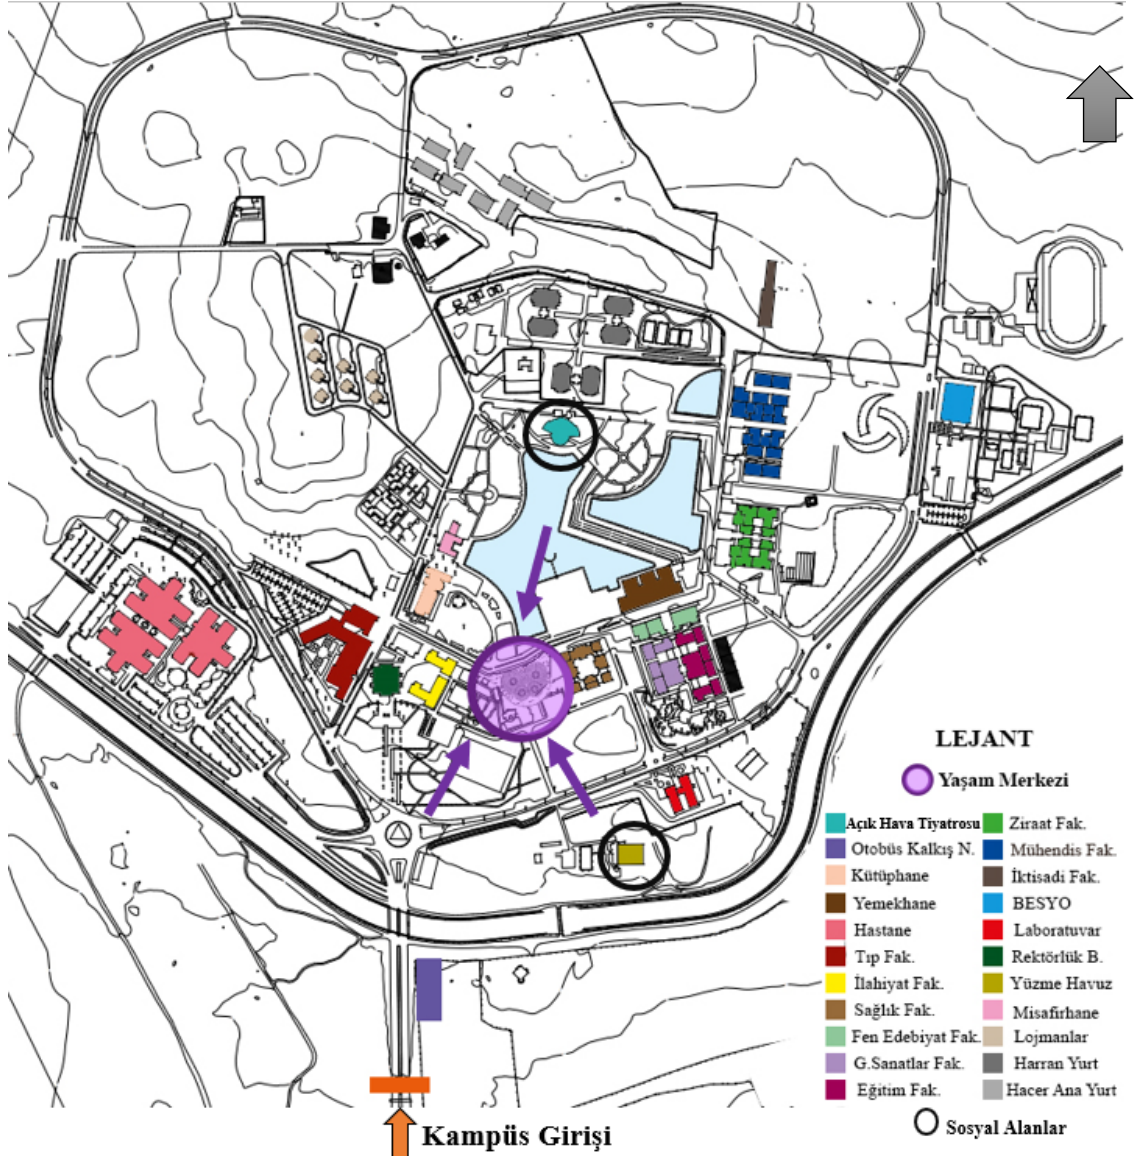 LEJANT
Yaşam Merkezi
Açık Hava Tiyatrosu
Otobüs Kalkış N.
Kütüphane
Yemekhane
Hastane
Tıp Fak.
İlahiyat Fak.
Sağlık Fak.
Fen Edebiyat Fak.
G.Sanatlar Fak.
Eğitim Fak.
Ziraat Fak.
Mühendis Fak.
İktisadi Fak.
BESYO
Laboratuvar
Rektörlük B.
Yüzme Havuz
Misafirhane
Lojmanlar
Harran Yurt
Hacer Ana Yurt
Sosyal Alanlar
Kampüs Girişi